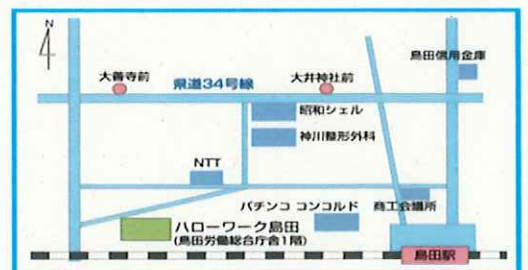 N
島田信用金庫
大善寺前
県道34号線
大井神社前
昭和シェル
神川整形外科
NTT
パチンコ コンコルド
商工会議所
ハローワーク島田
(島田労働総合庁舎1階)
島田駅